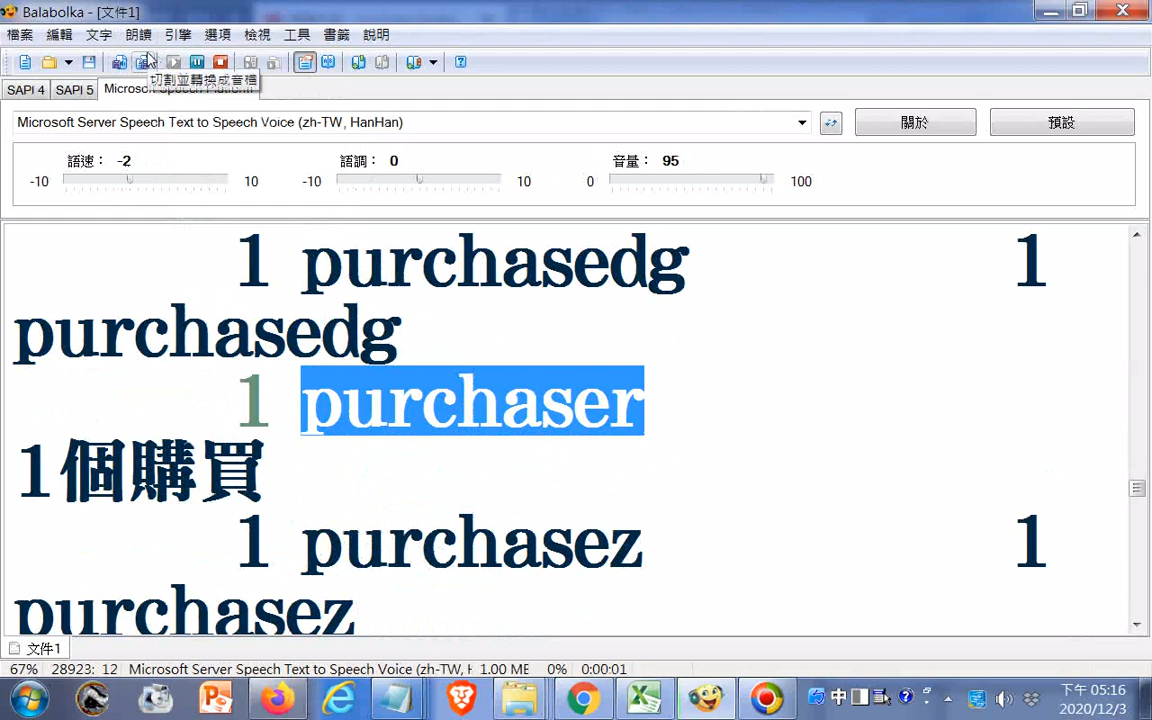 Balabolka - [文件1]
檔案 編輯 文字 朗讀 引擎 選項 檢視 工具 書籤 說明
切割並轉換成音檔
SAPI 4 SAPI 5 Microsoft Speech Platform
Microsoft Server Speech Text to Speech Voice (zh-TW, HanHan) 關於 預設
語速： -2 語調： 0 音量： 95
-10 10 -10 10 0 100
1 purchasedg 1
purchasedg
1 purchaser
1個購買
1 purchasez 1
purchasez
文件1
67% 28923: 12 Microsoft Server Speech Text to Speech Voice (zh-TW, H 1.00 ME 0% 0:00:01
中 下午 05:16
2020/12/3